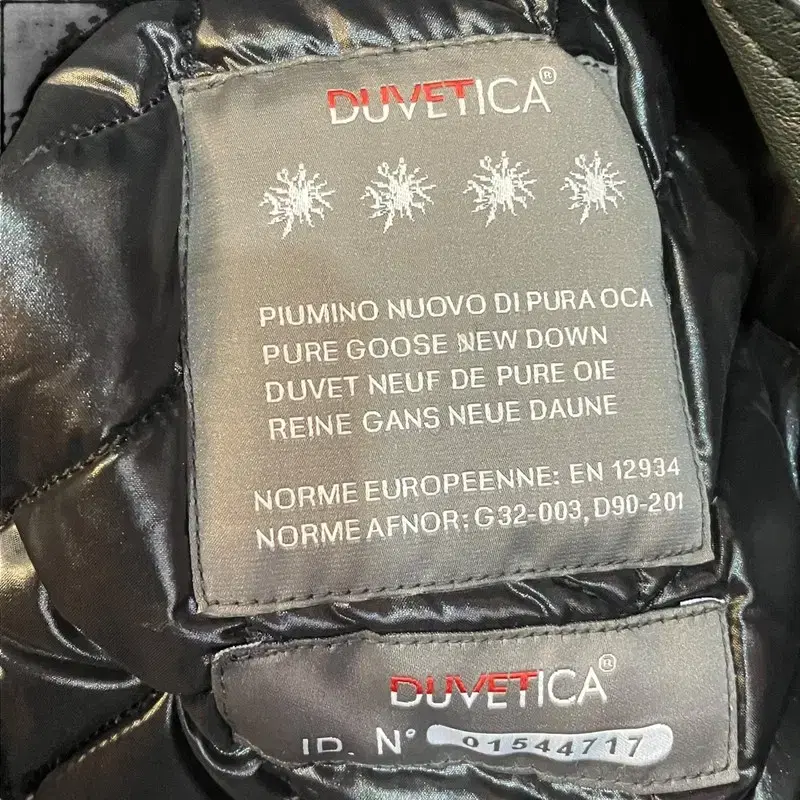 DUVETICA®
PIUMINO NUOVO DI PURA OCA
PURE GOOSE NEW DOWN
DUVET NEUF DE PURE OIE
REINE GANS NEUE DAUNE
NORME EUROPEENNE: EN 12934
NORME AFNOR: G32-003, D90-201
DUVETICA®
ID. N° 01544717